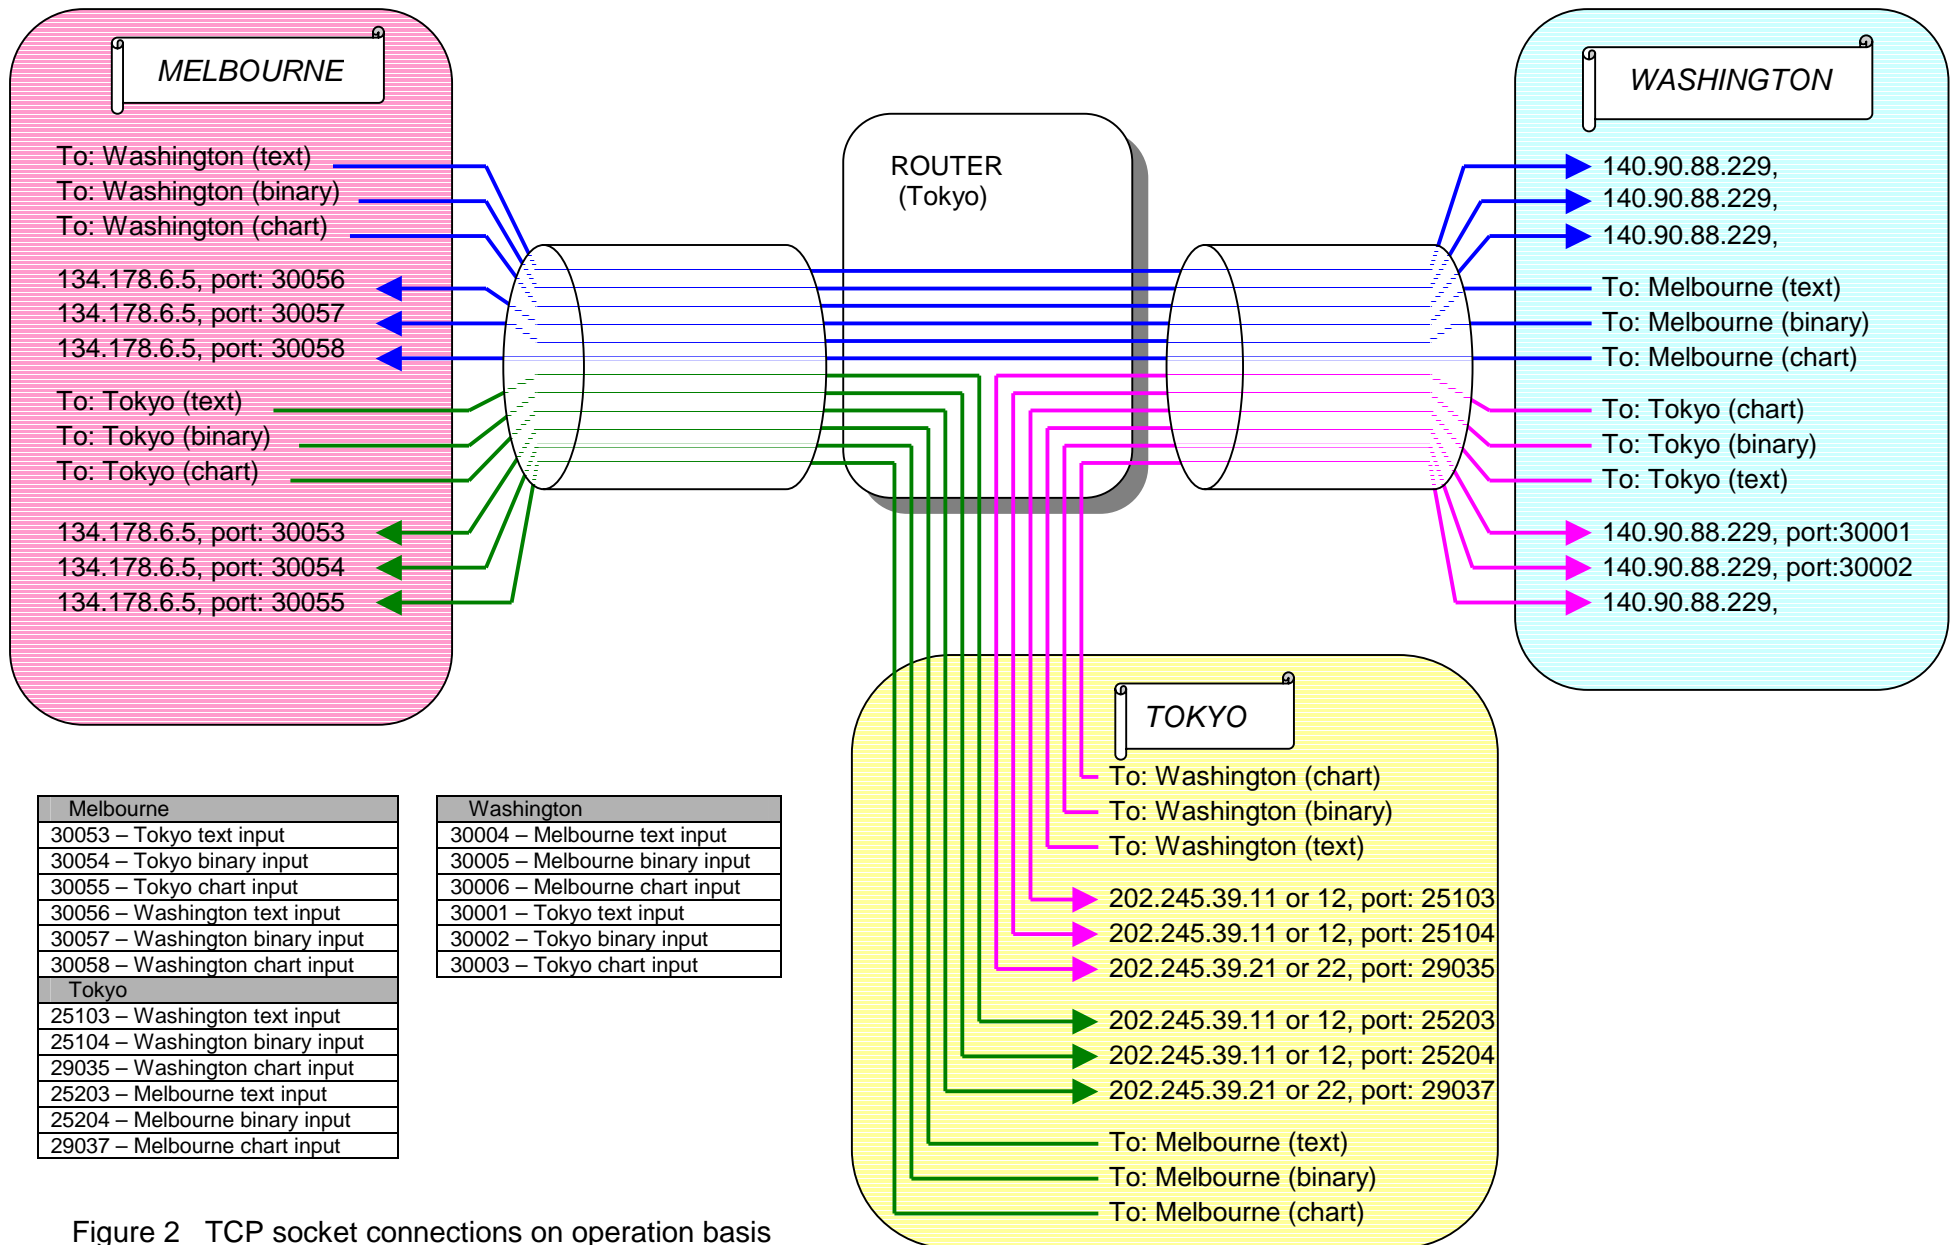 MELBOURNE
To: Washington (text)
To: Washington (binary)
To: Washington (chart)
134.178.6.5, port: 30056
134.178.6.5, port: 30057
134.178.6.5, port: 30058
To: Tokyo (text)
To: Tokyo (binary)
To: Tokyo (chart)
134.178.6.5, port: 30053
134.178.6.5, port: 30054
134.178.6.5, port: 30055
ROUTER
(Tokyo)
WASHINGTON
140.90.88.229,
140.90.88.229,
140.90.88.229,
To: Melbourne (text)
To: Melbourne (binary)
To: Melbourne (chart)
To: Tokyo (chart)
To: Tokyo (binary)
To: Tokyo (text)
140.90.88.229, port:30001
140.90.88.229, port:30002
140.90.88.229,
TOKYO
To: Washington (chart)
To: Washington (binary)
To: Washington (text)
202.245.39.11 or 12, port: 25103
202.245.39.11 or 12, port: 25104
202.245.39.21 or 22, port: 29035
202.245.39.11 or 12, port: 25203
202.245.39.11 or 12, port: 25204
202.245.39.21 or 22, port: 29037
To: Melbourne (text)
To: Melbourne (binary)
To: Melbourne (chart)
Melbourne
30053 – Tokyo text input
30054 – Tokyo binary input
30055 – Tokyo chart input
30056 – Washington text input
30057 – Washington binary input
30058 – Washington chart input
Tokyo
25103 – Washington text input
25104 – Washington binary input
29035 – Washington chart input
25203 – Melbourne text input
25204 – Melbourne binary input
29037 – Melbourne chart input
Washington
30004 – Melbourne text input
30005 – Melbourne binary input
30006 – Melbourne chart input
30001 – Tokyo text input
30002 – Tokyo binary input
30003 – Tokyo chart input
Figure 2 TCP socket connections on operation basis